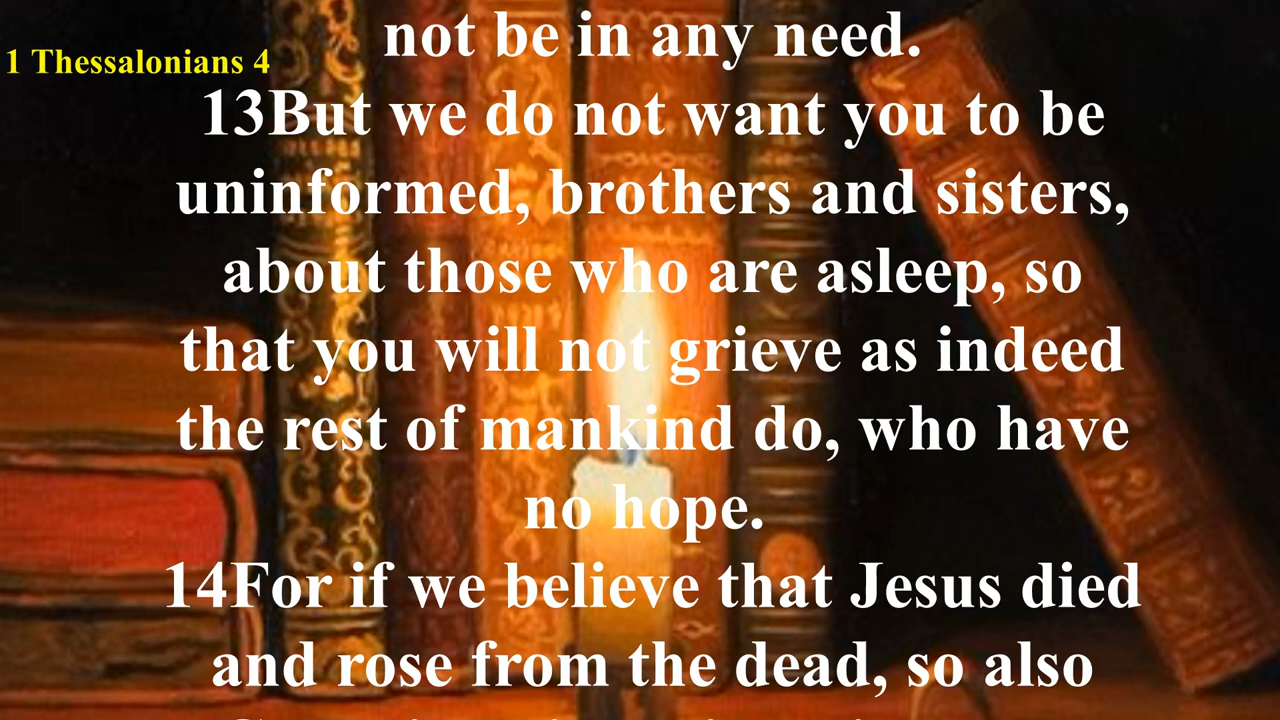 not be in any need.
1 Thessalonians 4
13But we do not want you to be
uninformed, brothers and sisters,
about those who are asleep, so
that you will not grieve as indeed
the rest of mankind do, who have
no hope.
14For if we believe that Jesus died
and rose from the dead, so also